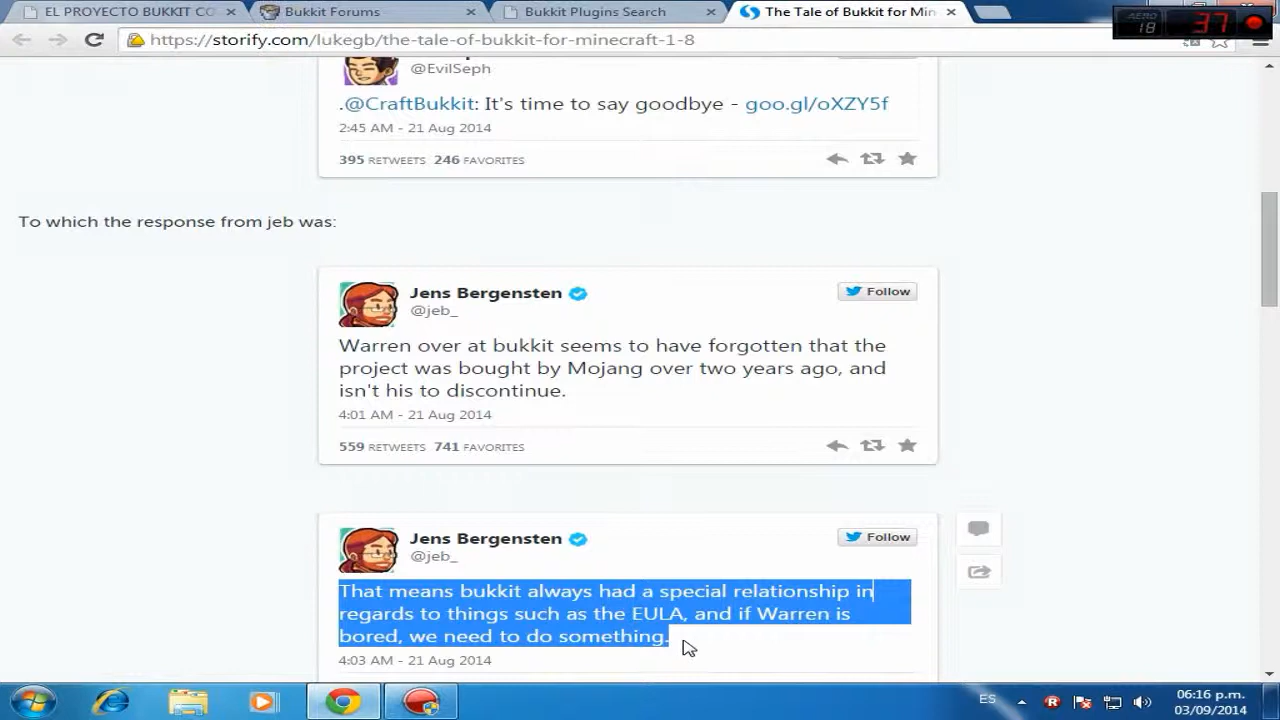 EL PROYECTO BUKKIT CO
Bukkit Forums
Bukkit Plugins Search
The Tale of Bukkit for Min
AERO
18
37
https://storify.com/lukegb/the-tale-of-bukkit-for-minecraft-1-8
@EvilSeph
.@CraftBukkit: It's time to say goodbye - goo.gl/oXZY5f
2:45 AM - 21 Aug 2014
395 RETWEETS 246 FAVORITES
To which the response from jeb was:
Jens Bergensten
@jeb_
Follow
Warren over at bukkit seems to have forgotten that the
project was bought by Mojang over two years ago, and
isn't his to discontinue.
4:01 AM - 21 Aug 2014
559 RETWEETS 741 FAVORITES
Jens Bergensten
@jeb_
Follow
That means bukkit always had a special relationship in
regards to things such as the EULA, and if Warren is
bored, we need to do something.
4:03 AM - 21 Aug 2014
ES
06:16 p.m.
03/09/2014